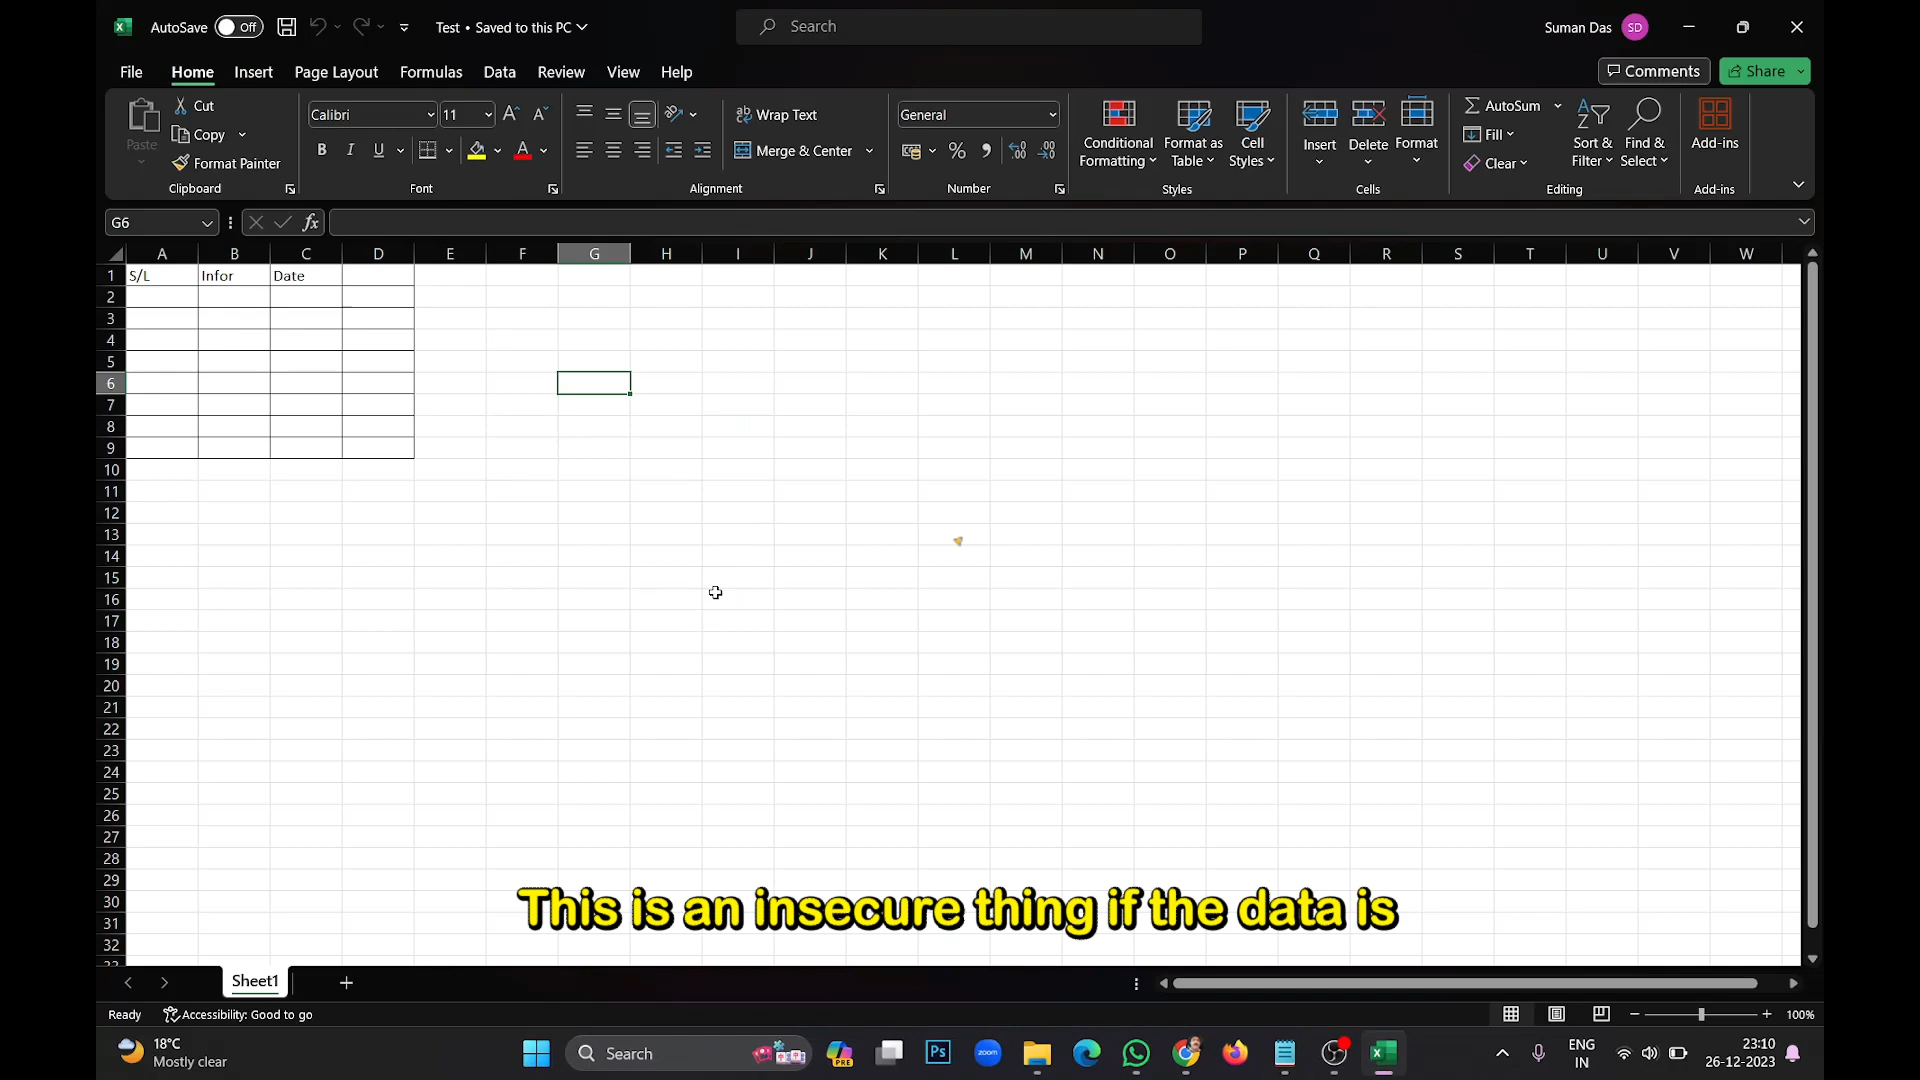 AutoSave Off Test • Saved to this PC Search Suman Das SD
File Home Insert Page Layout Formulas Data Review View Help Comments Share
Paste Cut Copy Format Painter Clipboard
Calibri 11 B I U A Font
Wrap Text Merge & Center Alignment
General % Number
Conditional Formatting Format as Table Cell Styles Styles
Insert Delete Format Cells
AutoSum Fill Clear Sort & Filter Find & Select Editing
Add-ins Add-ins
G6 fx
A B C D E F G H I J K L M N O P Q R S T U V W
1 S/L Infor Date
2
3
4
5
6
7
8
9
10
11
12
13
14
15
16
17
18
19
20
21
22
23
24
25
26
27
28
29
30
31
32
This is an insecure thing if the data is
Sheet1
Ready Accessibility: Good to go 100%
18°C Mostly clear Search PRE Ps zoom ENG IN 23:10 26-12-2023